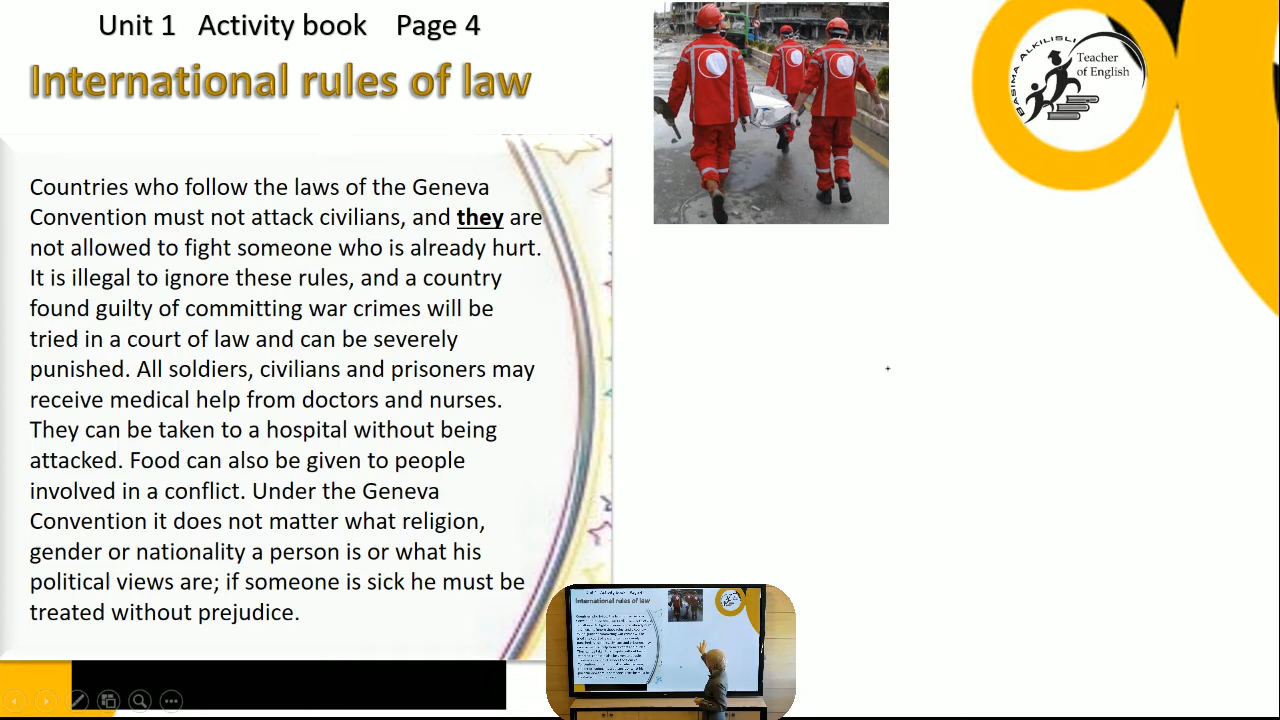 Unit 1 Activity book Page 4
International rules of law
Countries who follow the laws of the Geneva
Convention must not attack civilians, and they are
not allowed to fight someone who is already hurt.
It is illegal to ignore these rules, and a country
found guilty of committing war crimes will be
tried in a court of law and can be severely
punished. All soldiers, civilians and prisoners may
receive medical help from doctors and nurses.
They can be taken to a hospital without being
attacked. Food can also be given to people
involved in a conflict. Under the Geneva
Convention it does not matter what religion,
gender or nationality a person is or what his
political views are; if someone is sick he must be
treated without prejudice.
BASIMA ALKILISLI
Teacher
of English
International rules of law